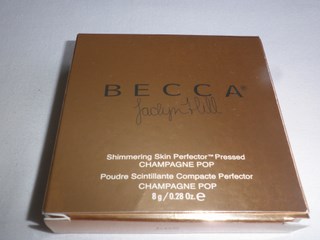 BECCA®
Jaclyn Hill
Shimmering Skin Perfector™ Pressed
CHAMPAGNE POP
Poudre Scintillante Compacte Perfector
CHAMPAGNE POP
8 g / 0.28 Oz. ℮